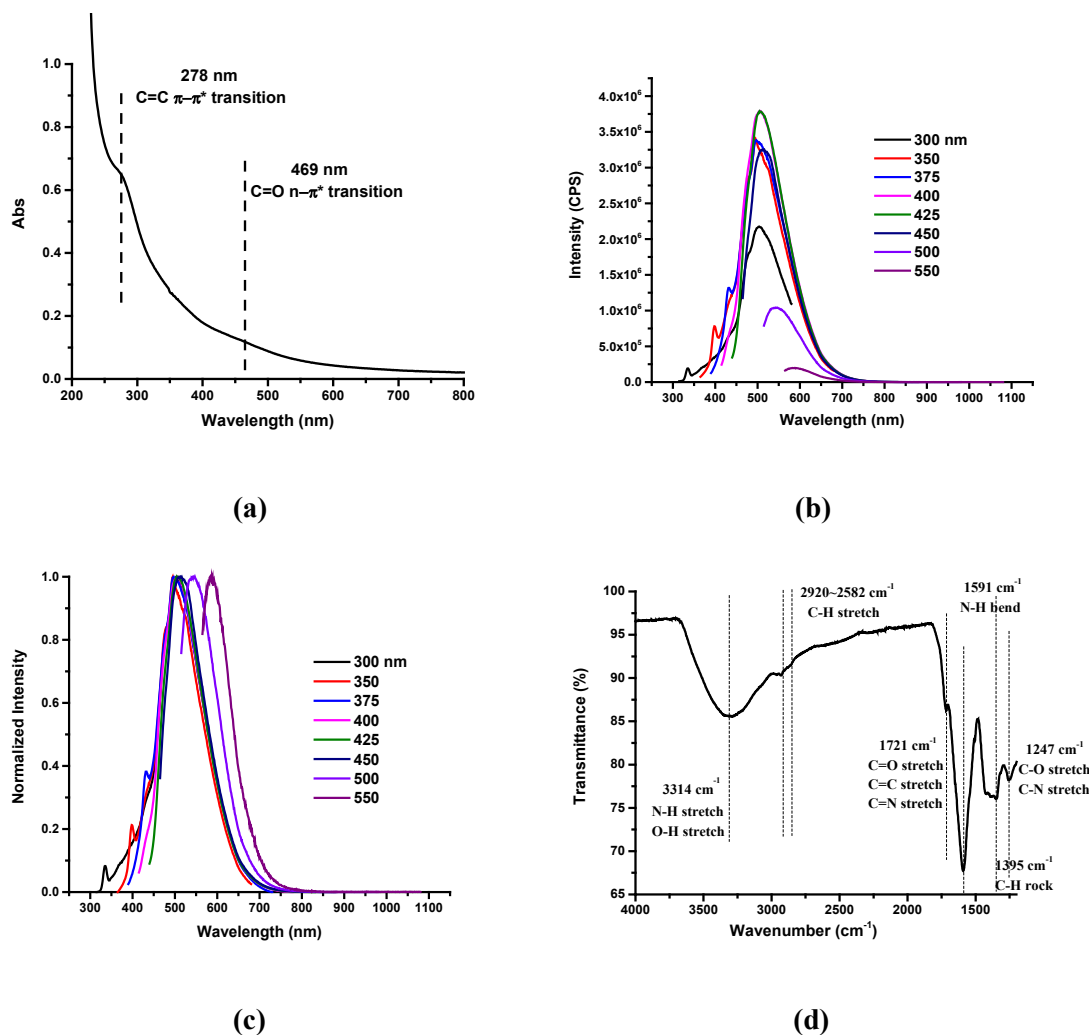 1.0
0.8
0.6
0.4
0.2
0.0
Abs
278 nm
C=C π–π* transition
469 nm
C=O n–π* transition
200 300 400 500 600 700 800
Wavelength (nm)
(a)
4.0x10⁶
3.5x10⁶
3.0x10⁶
2.5x10⁶
2.0x10⁶
1.5x10⁶
1.0x10⁶
5.0x10⁵
0.0
Intensity (CPS)
300 nm
350
375
400
425
450
500
550
300 400 500 600 700 800 900 1000 1100
Wavelength (nm)
(b)
1.0
0.8
0.6
0.4
0.2
0.0
Normalized Intensity
300 nm
350
375
400
425
450
500
550
300 400 500 600 700 800 900 1000 1100
Wavelength (nm)
(c)
100
95
90
85
80
75
70
65
Transmittance (%)
2920~2582 cm⁻¹
C-H stretch
1591 cm⁻¹
N-H bend
3314 cm⁻¹
N-H stretch
O-H stretch
1721 cm⁻¹
C=O stretch
C=C stretch
C=N stretch
1247 cm⁻¹
C-O stretch
C-N stretch
1395 cm⁻¹
C-H rock
4000 3500 3000 2500 2000 1500
Wavenumber (cm⁻¹)
(d)